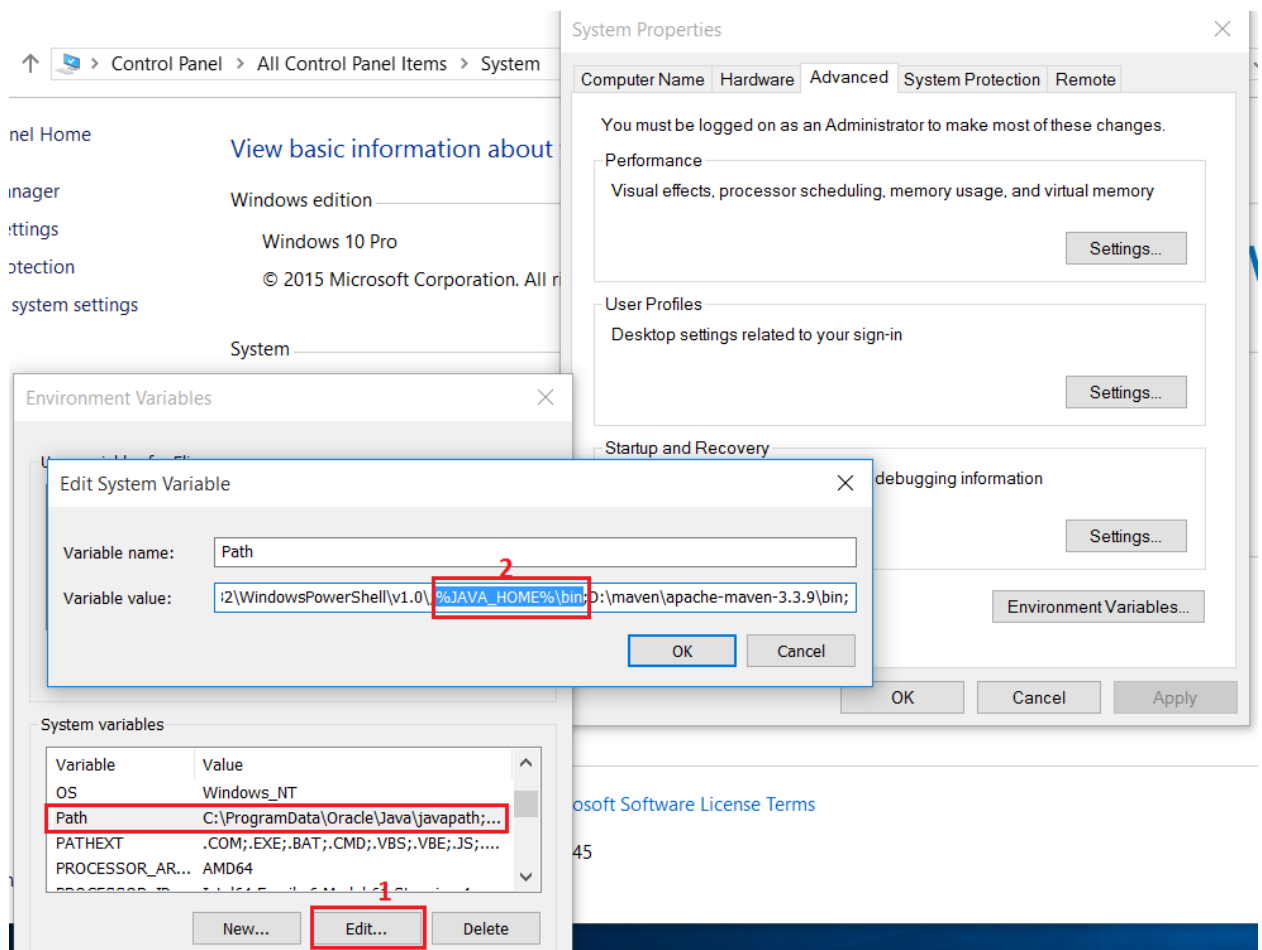 System Properties
Control Panel > All Control Panel Items > System
Computer Name Hardware Advanced System Protection Remote
You must be logged on as an Administrator to make most of these changes.
nel Home
View basic information about
Performance
Visual effects, processor scheduling, memory usage, and virtual memory
Settings...
Windows edition
Windows 10 Pro
© 2015 Microsoft Corporation. All ri
nager
ettings
otection
system settings
User Profiles
Desktop settings related to your sign-in
Settings...
System
Startup and Recovery
debugging information
Settings...
Environment Variables...
OK Cancel Apply
Environment Variables
Edit System Variable
Variable name: Path
2
Variable value: 32\WindowsPowerShell\v1.0\;%JAVA_HOME%\bin;D:\maven\apache-maven-3.3.9\bin;
OK Cancel
System variables
Variable Value
OS Windows_NT
Path C:\ProgramData\Oracle\Java\javapath;...
PATHEXT .COM;.EXE;.BAT;.CMD;.VBS;.VBE;.JS;....
PROCESSOR_AR... AMD64
1
New... Edit... Delete
osoft Software License Terms
45